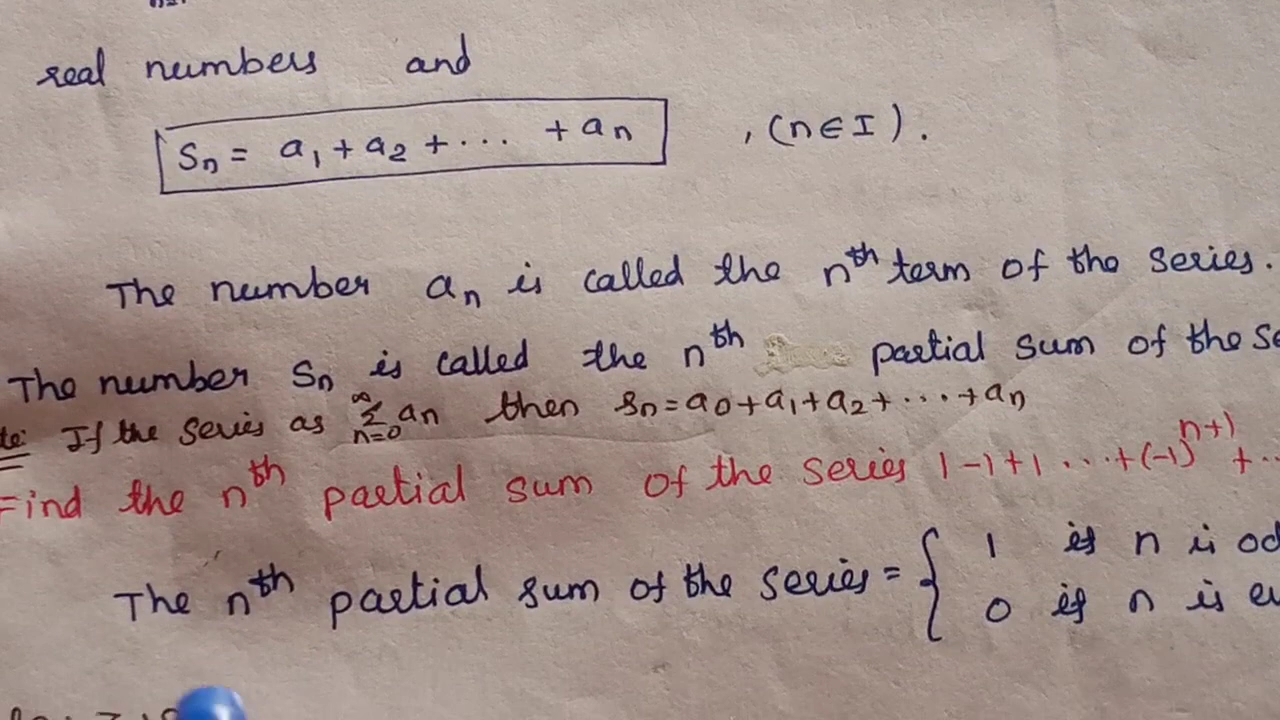 real numbers and
Sn = a1 + a2 + ... + an , (n ∈ I).
The number an is called the nth term of the series.
The number Sn is called the nth partial sum of the se
te: If the series as ∞ Σ n=0 an then sn = a0 + a1 + a2 + ... + an
Find the nth partial sum of the series 1 - 1 + 1 ... + (-1)^n+1 + ...
The nth partial sum of the series = { 1 if n is od
0 if n is ev